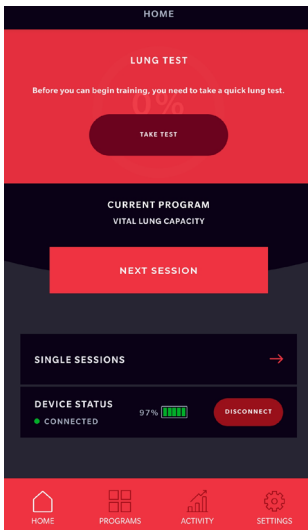 HOME
LUNG TEST
Before you can begin training, you need to take a quick lung test.
0%
TAKE TEST
CURRENT PROGRAM
VITAL LUNG CAPACITY
NEXT SESSION
SINGLE SESSIONS
DEVICE STATUS
CONNECTED
97%
DISCONNECT
HOME
PROGRAMS
ACTIVITY
SETTINGS